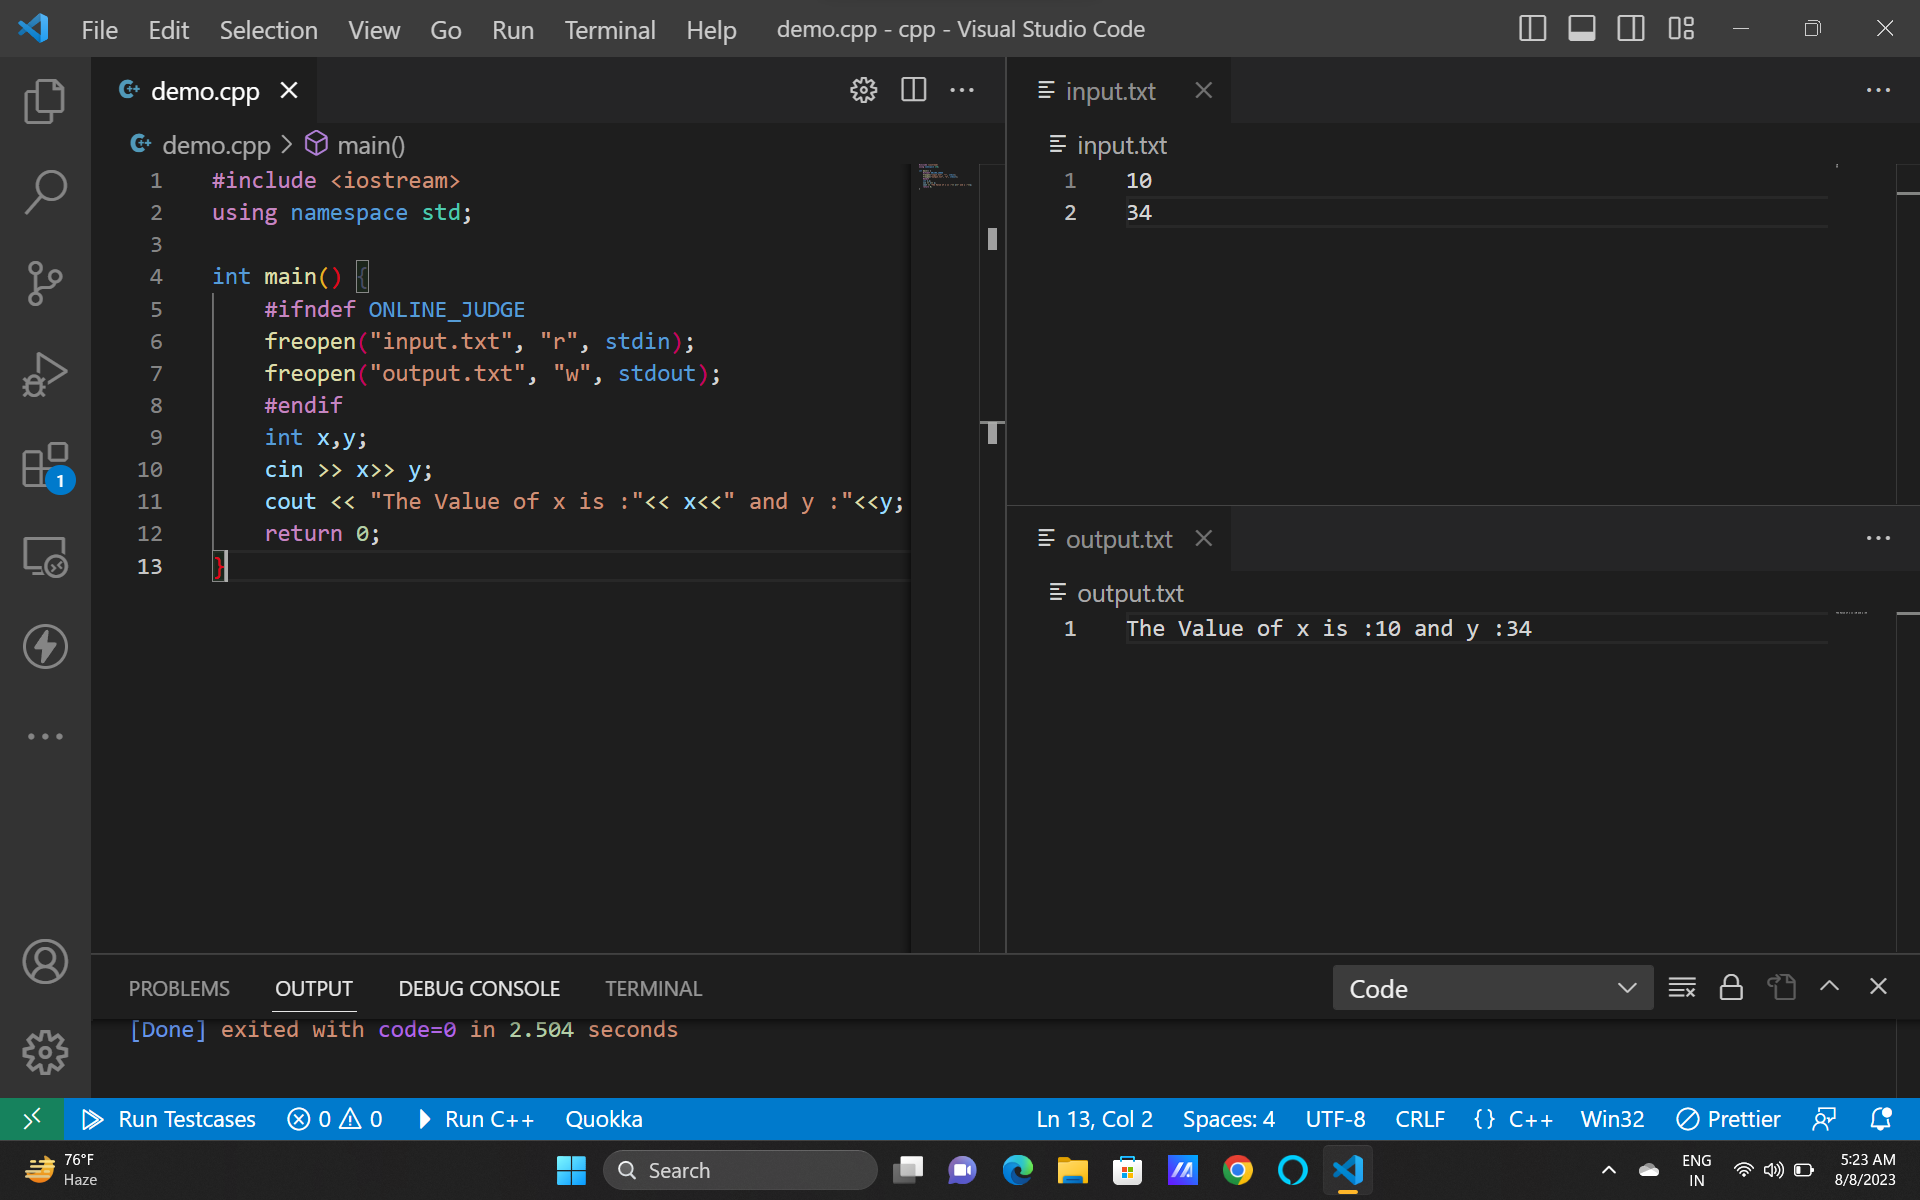 File Edit Selection View Go Run Terminal Help demo.cpp - cpp - Visual Studio Code
demo.cpp
demo.cpp > main()
1 #include <iostream>
2 using namespace std;
3
4 int main() {
5 #ifndef ONLINE_JUDGE
6 freopen("input.txt", "r", stdin);
7 freopen("output.txt", "w", stdout);
8 #endif
9 int x,y;
10 cin >> x>> y;
11 cout << "The Value of x is :"<< x<<" and y :"<<y;
12 return 0;
13 }
input.txt
input.txt
1 10
2 34
output.txt
output.txt
1 The Value of x is :10 and y :34
1
PROBLEMS OUTPUT DEBUG CONSOLE TERMINAL Code
[Done] exited with code=0 in 2.504 seconds
Run Testcases 0 0 Run C++ Quokka Ln 13, Col 2 Spaces: 4 UTF-8 CRLF {} C++ Win32 Prettier
76°F
Haze
Search
ENG
IN
5:23 AM
8/8/2023